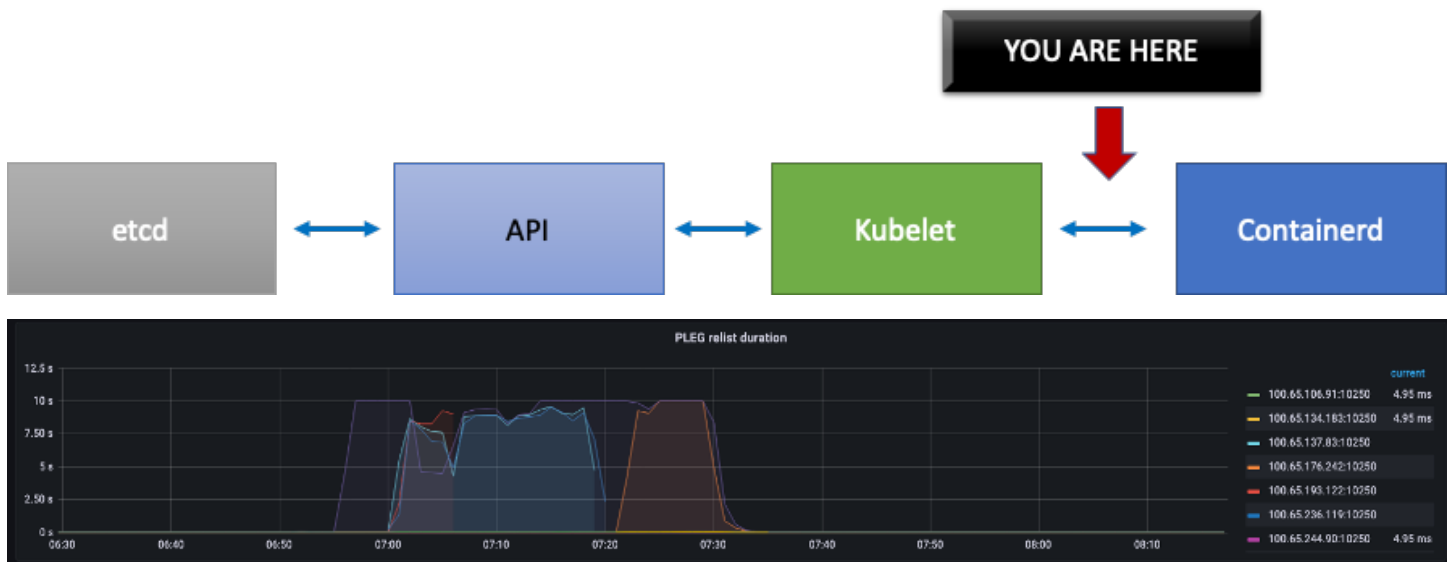 YOU ARE HERE
etcd
API
Kubelet
Containerd
PLEG relist duration
12.5 s
10 s
7.50 s
5 s
2.50 s
0 s
06:30 06:40 06:50 07:00 07:10 07:20 07:30 07:40 07:50 08:00 08:10
current
100.65.106.91:10250 4.95 ms
100.65.134.183:10250 4.95 ms
100.65.137.83:10250
100.65.176.242:10250
100.65.193.122:10250
100.65.236.119:10250
100.65.244.90:10250 4.95 ms